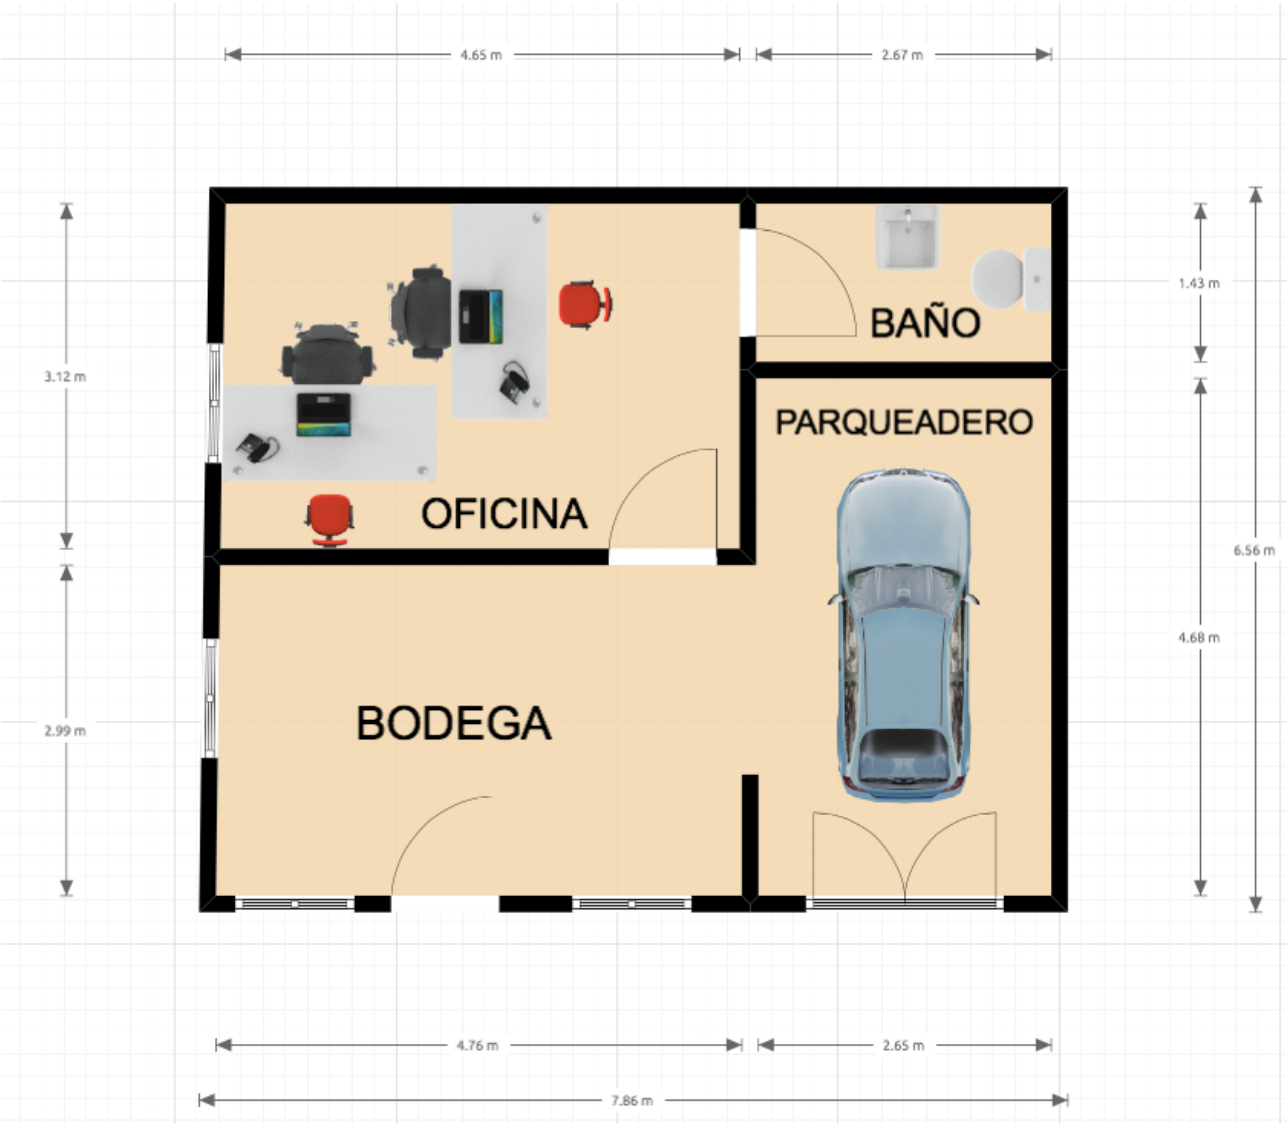 4.65 m
2.67 m
1.43 m
BAÑO
3.12 m
PARQUEADERO
OFICINA
6.56 m
4.68 m
BODEGA
2.99 m
4.76 m
2.65 m
7.86 m